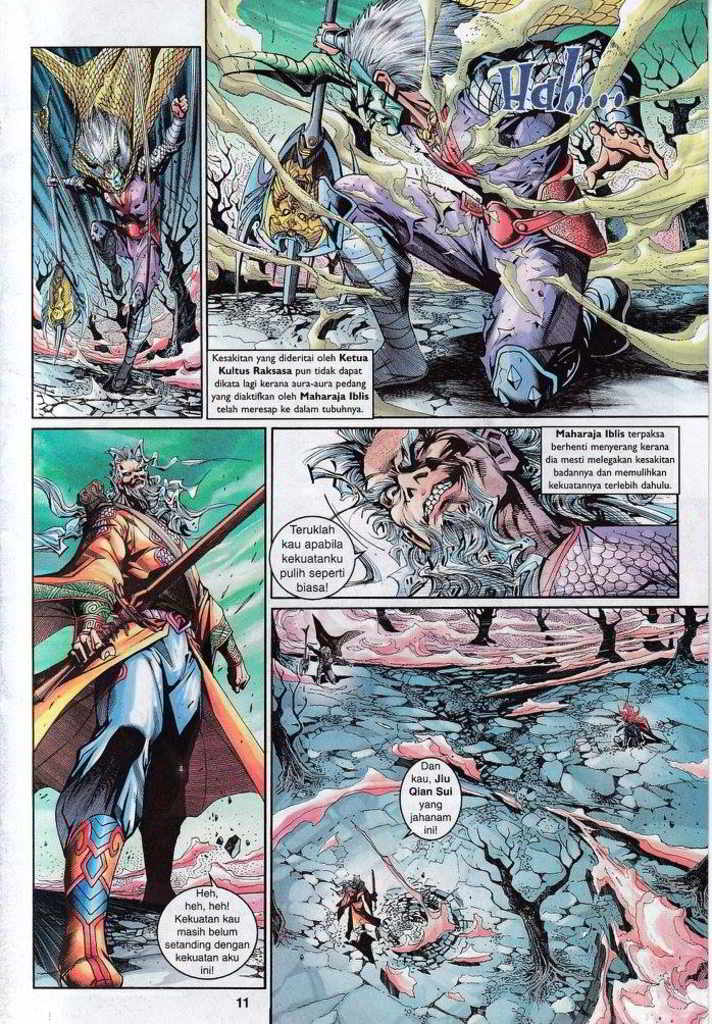 Hah...
Kesakitan yang dideritai oleh Ketua
Kultus Raksasa pun tidak dapat
dikata lagi kerana aura-aura pedang
yang diaktifkan oleh Maharaja Iblis
telah meresap ke dalam tubuhnya.
Heh,
heh, heh!
Kekuatan kau
masih belum
setanding dengan
kekuatan aku
ini!
Maharaja Iblis terpaksa
berhenti menyerang kerana
dia mesti melegakan kesakitan
badannya dan memulihkan
kekuatannya terlebih dahulu.
Teruklah
kau apabila
kekuatanku
pulih seperti
biasa!
Dan
kau, Jiu
Qian Sui
yang
jahanam
ini!
11